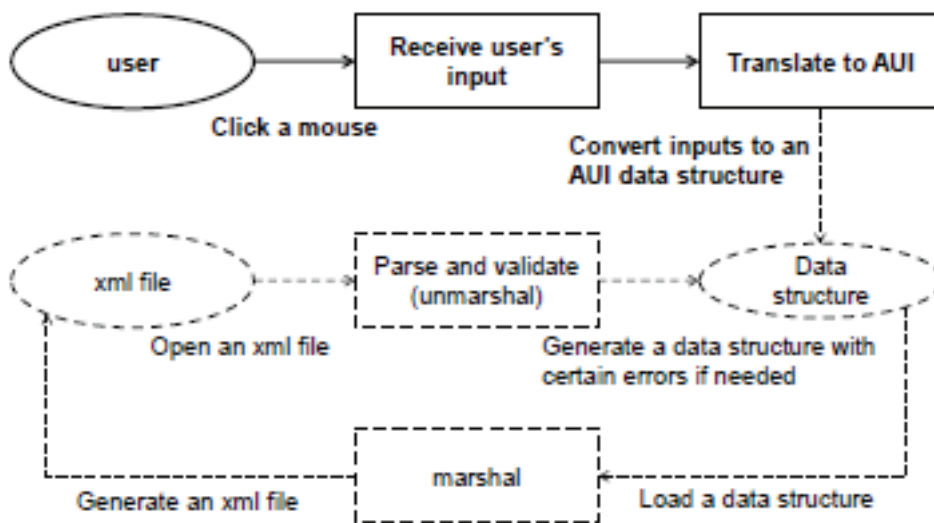 user
Receive user's
input
Translate to AUI
Click a mouse
Convert inputs to an
AUI data structure
xml file
Parse and validate
(unmarshal)
Data
structure
Open an xml file
Generate a data structure with
certain errors if needed
marshal
Generate an xml file
Load a data structure